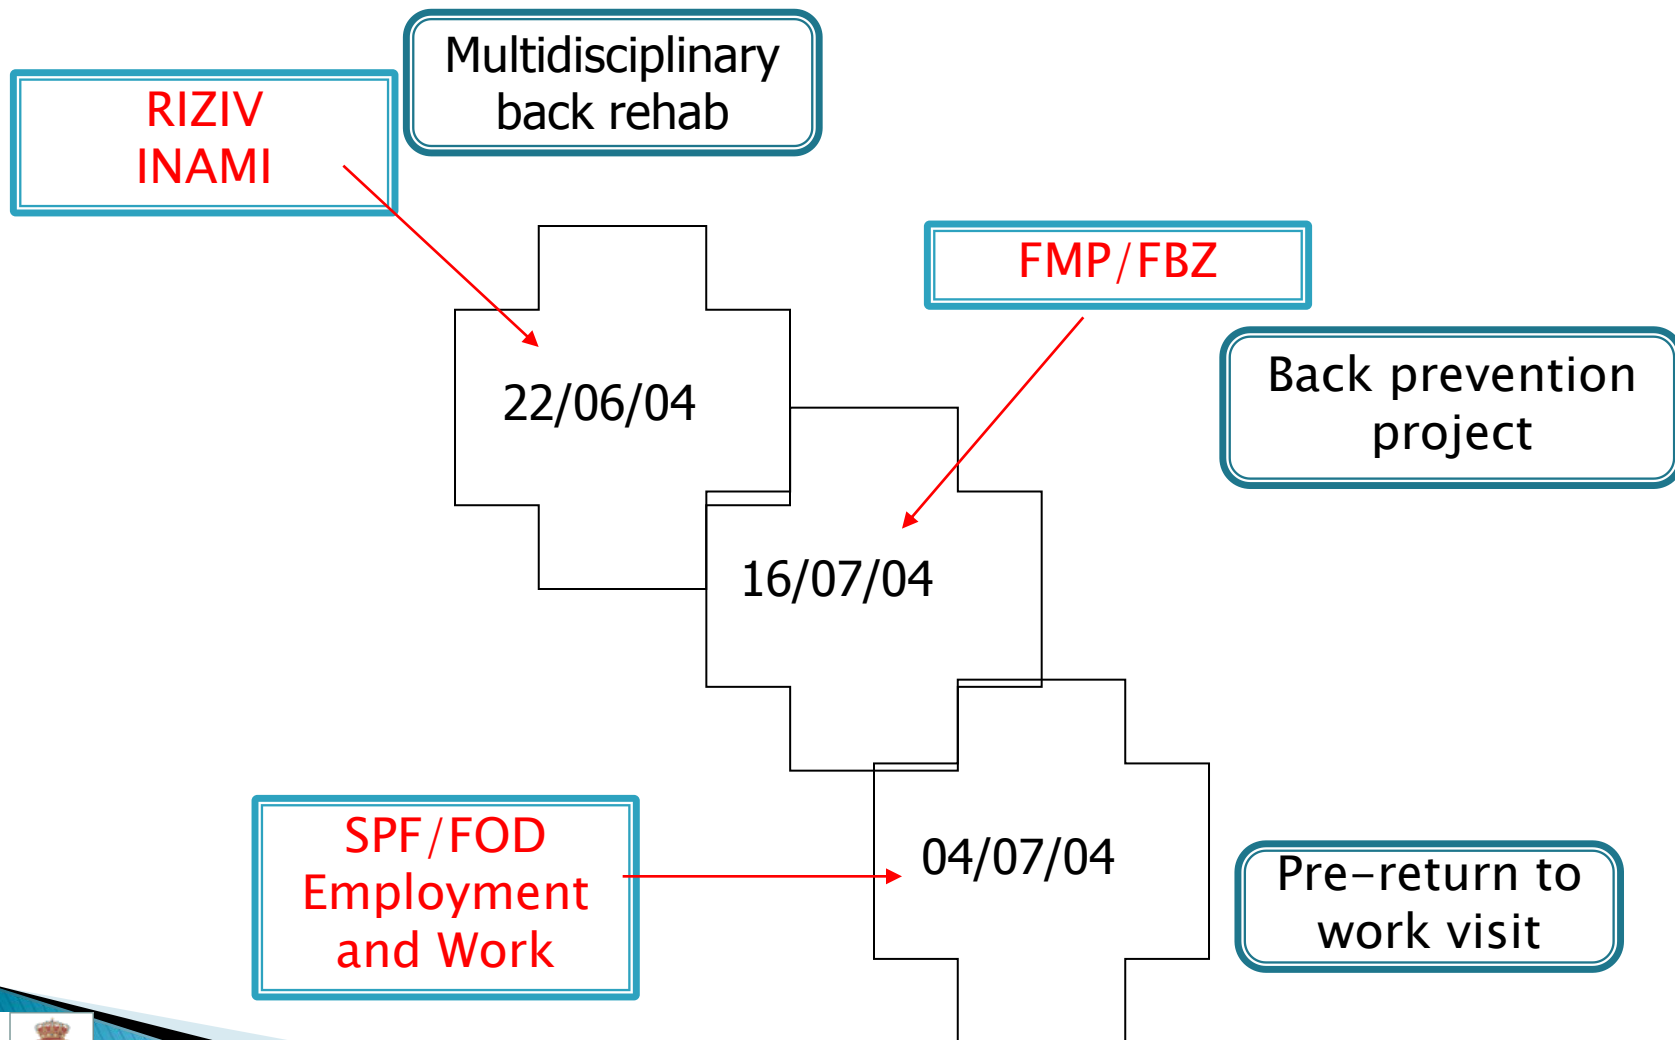 Multidisciplinary
back rehab
RIZIV
INAMI
FMP/FBZ
Back prevention
project
22/06/04
16/07/04
SPF/FOD
Employment
and Work
04/07/04
Pre-return to
work visit